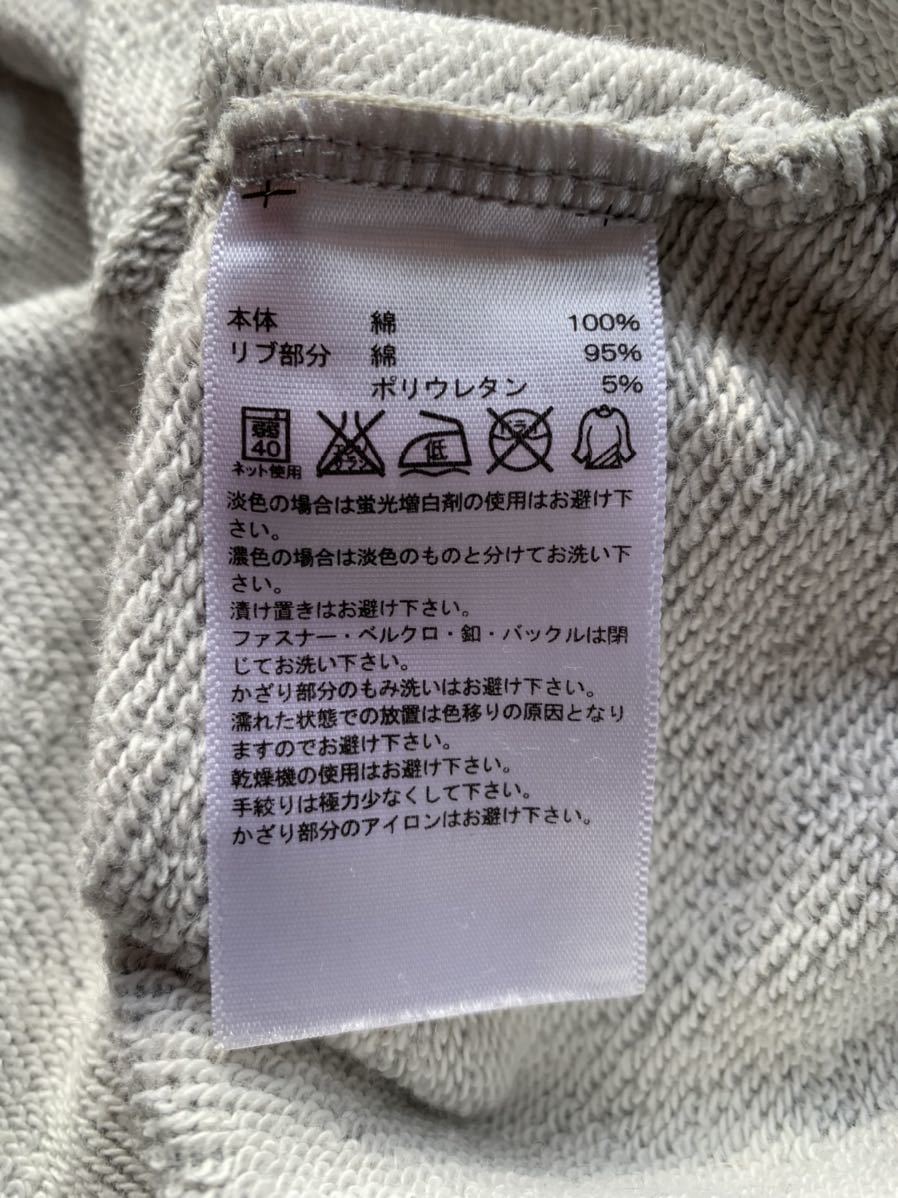 本体 綿 100%
リブ部分 綿 95%
ポリウレタン 5%
弱
40
ネット使用
エンソ
サラシ
低
ドライ
淡色の場合は蛍光増白剤の使用はお避け下
さい。
濃色の場合は淡色のものと分けてお洗い下
さい。
漬け置きはお避け下さい。
ファスナー・ベルクロ・釦・バックルは閉
じてお洗い下さい。
かざり部分のもみ洗いはお避け下さい。
濡れた状態での放置は色移りの原因となり
ますのでお避け下さい。
乾燥機の使用はお避け下さい。
手絞りは極力少なくして下さい。
かざり部分のアイロンはお避け下さい。